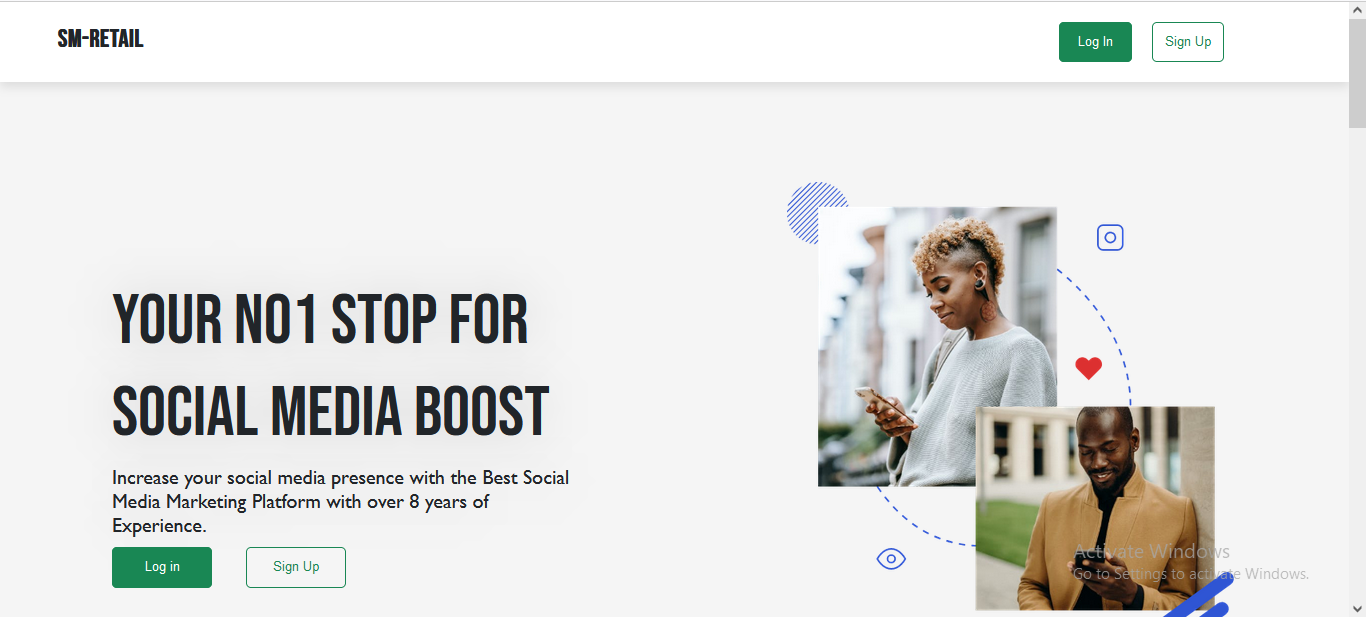 SM-RETAIL
Log In
Sign Up
YOUR NO1 STOP FOR
SOCIAL MEDIA BOOST
Increase your social media presence with the Best Social
Media Marketing Platform with over 8 years of
Experience.
Log in
Sign Up
Activate Windows
Go to Settings to activate Windows.